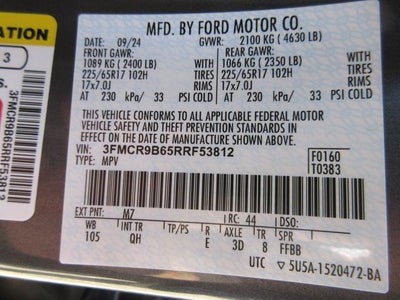 MFD. BY FORD MOTOR CO.
DATE: 09/24 GVWR: 2100 KG (4630 LB)
FRONT GAWR: REAR GAWR:
1089 KG (2400 LB) 1066 KG (2350 LB)
225/65R17 102H TIRES 225/65R17 102H TIRES
17x7.0J RIMS 17x7.0J RIMS
AT 230 kPa/ 33 PSI COLD AT 230 kPa/ 33 PSI COLD
THIS VEHICLE CONFORMS TO ALL APPLICABLE FEDERAL MOTOR
VEHICLE SAFETY AND THEFT PREVENTION STANDARDS IN
EFFECT ON THE DATE OF MANUFACTURE SHOWN ABOVE.
VIN: 3FMCR9B65RRF53812
TYPE: MPV
F0160
T0383
EXT PNT: M7 RC: 44 DSO:
WB INT TR TP/PS R AXLE TR SPR
105 QH E 3D 8 FFBB
UTC ▽ 5U5A-1520472-BA
ATION
3
S.
3FMCR9B65RRF53812